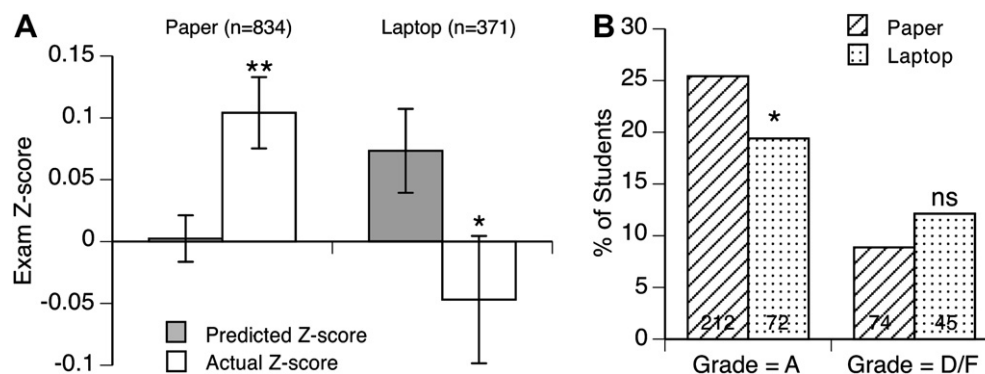 A
Paper (n=834)
Laptop (n=371)
0.15
0.1
0.05
0
-0.05
-0.1
Exam Z-score
**
*
Predicted Z-score
Actual Z-score
B
30
25
20
15
10
5
0
% of Students
Paper
Laptop
*
ns
212
72
74
45
Grade = A
Grade = D/F